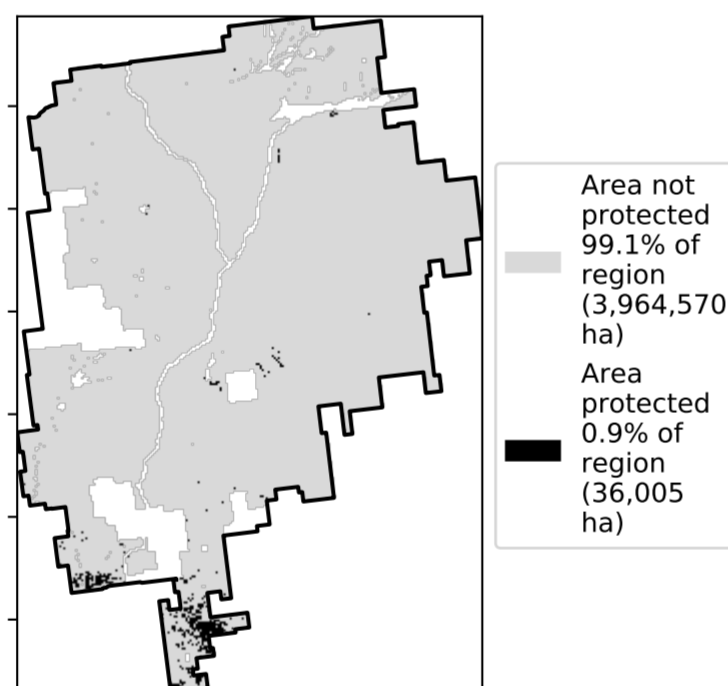 Area not
protected
99.1% of
region
(3,964,570
ha)
Area
protected
0.9% of
region
(36,005
ha)